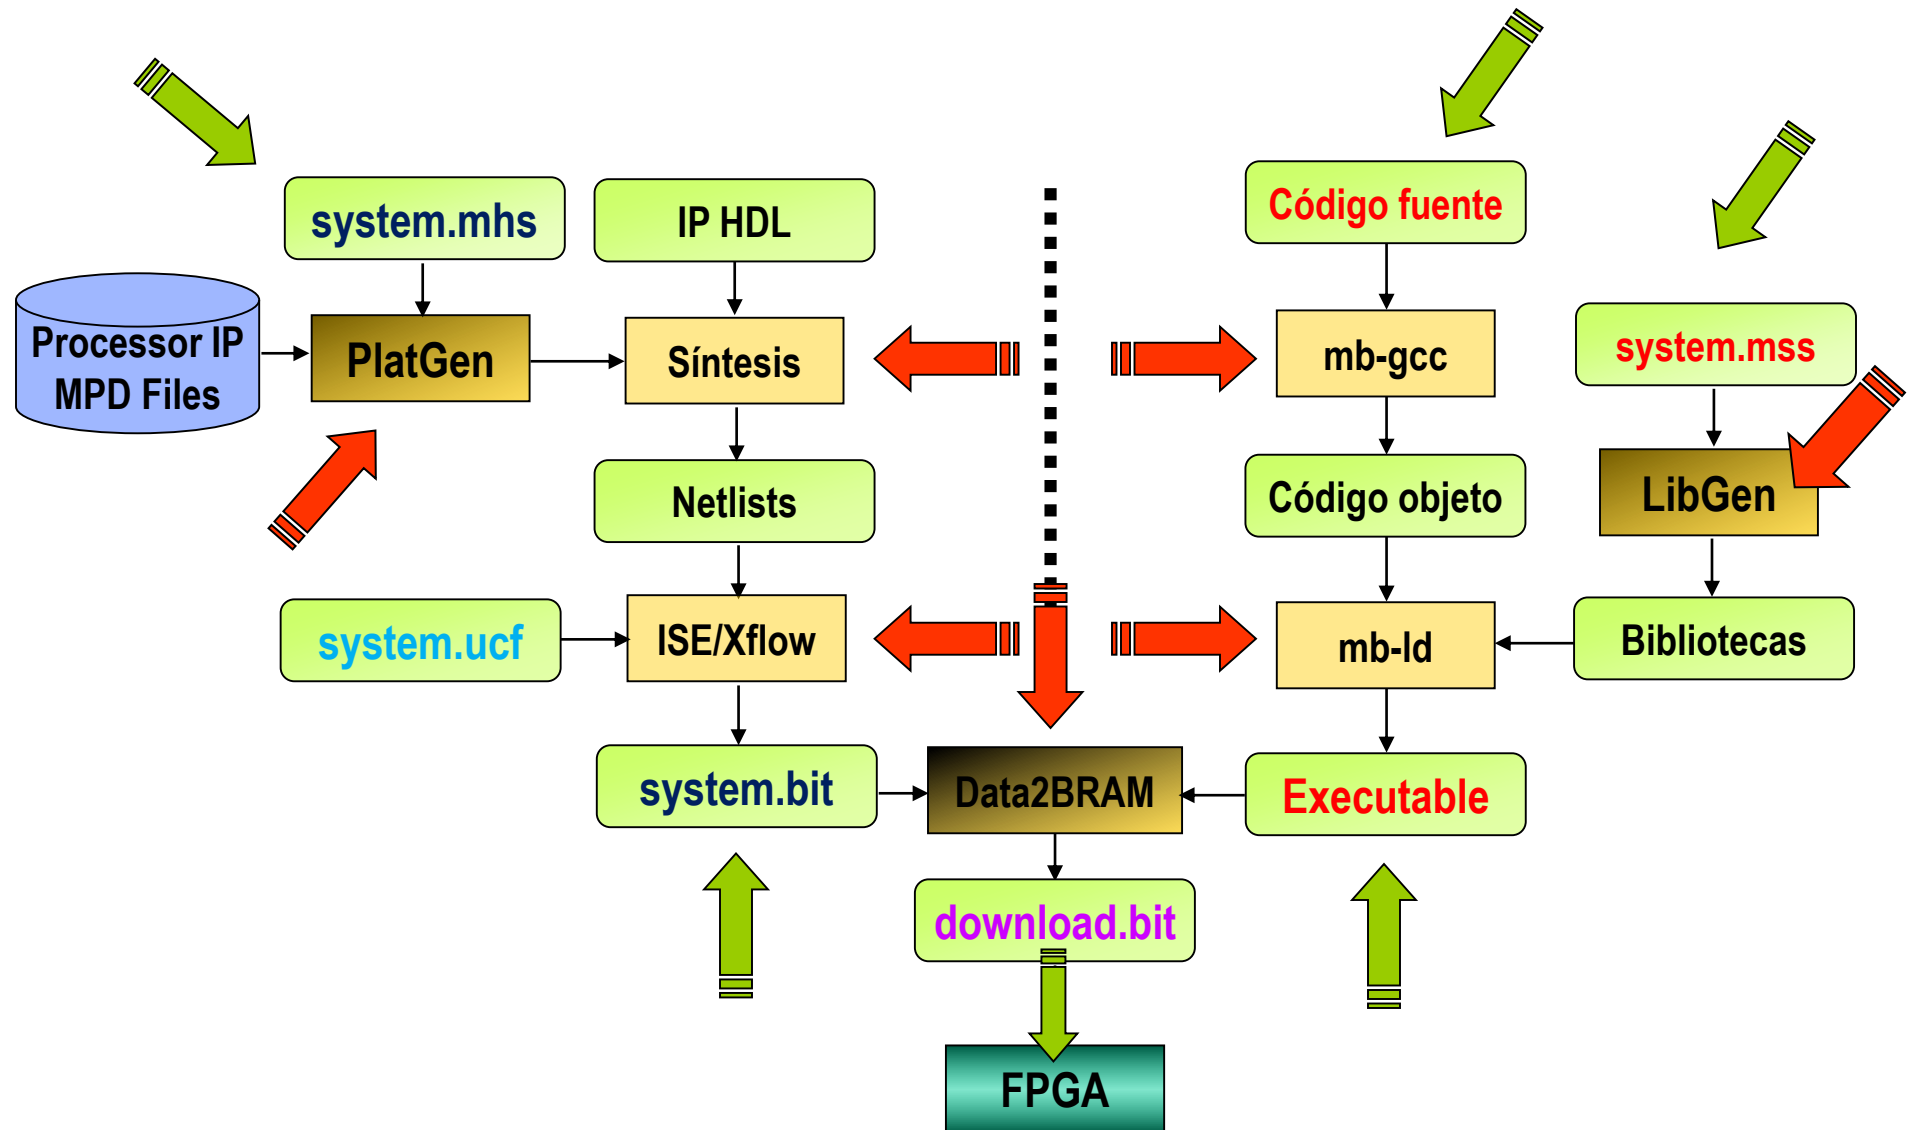 system.mhs
IP HDL
Código fuente
Processor IP
MPD Files
PlatGen
Síntesis
mb-gcc
system.mss
Netlists
Código objeto
LibGen
system.ucf
ISE/Xflow
mb-ld
Bibliotecas
system.bit
Data2BRAM
Executable
download.bit
FPGA